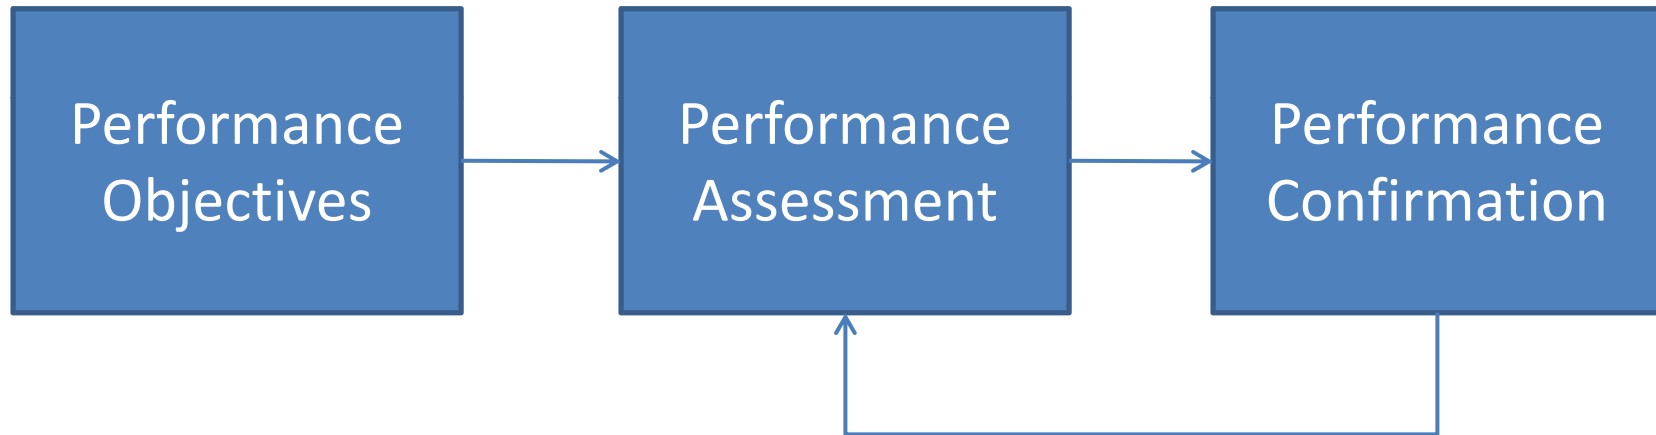 Performance
Objectives
Performance
Assessment
Performance
Confirmation